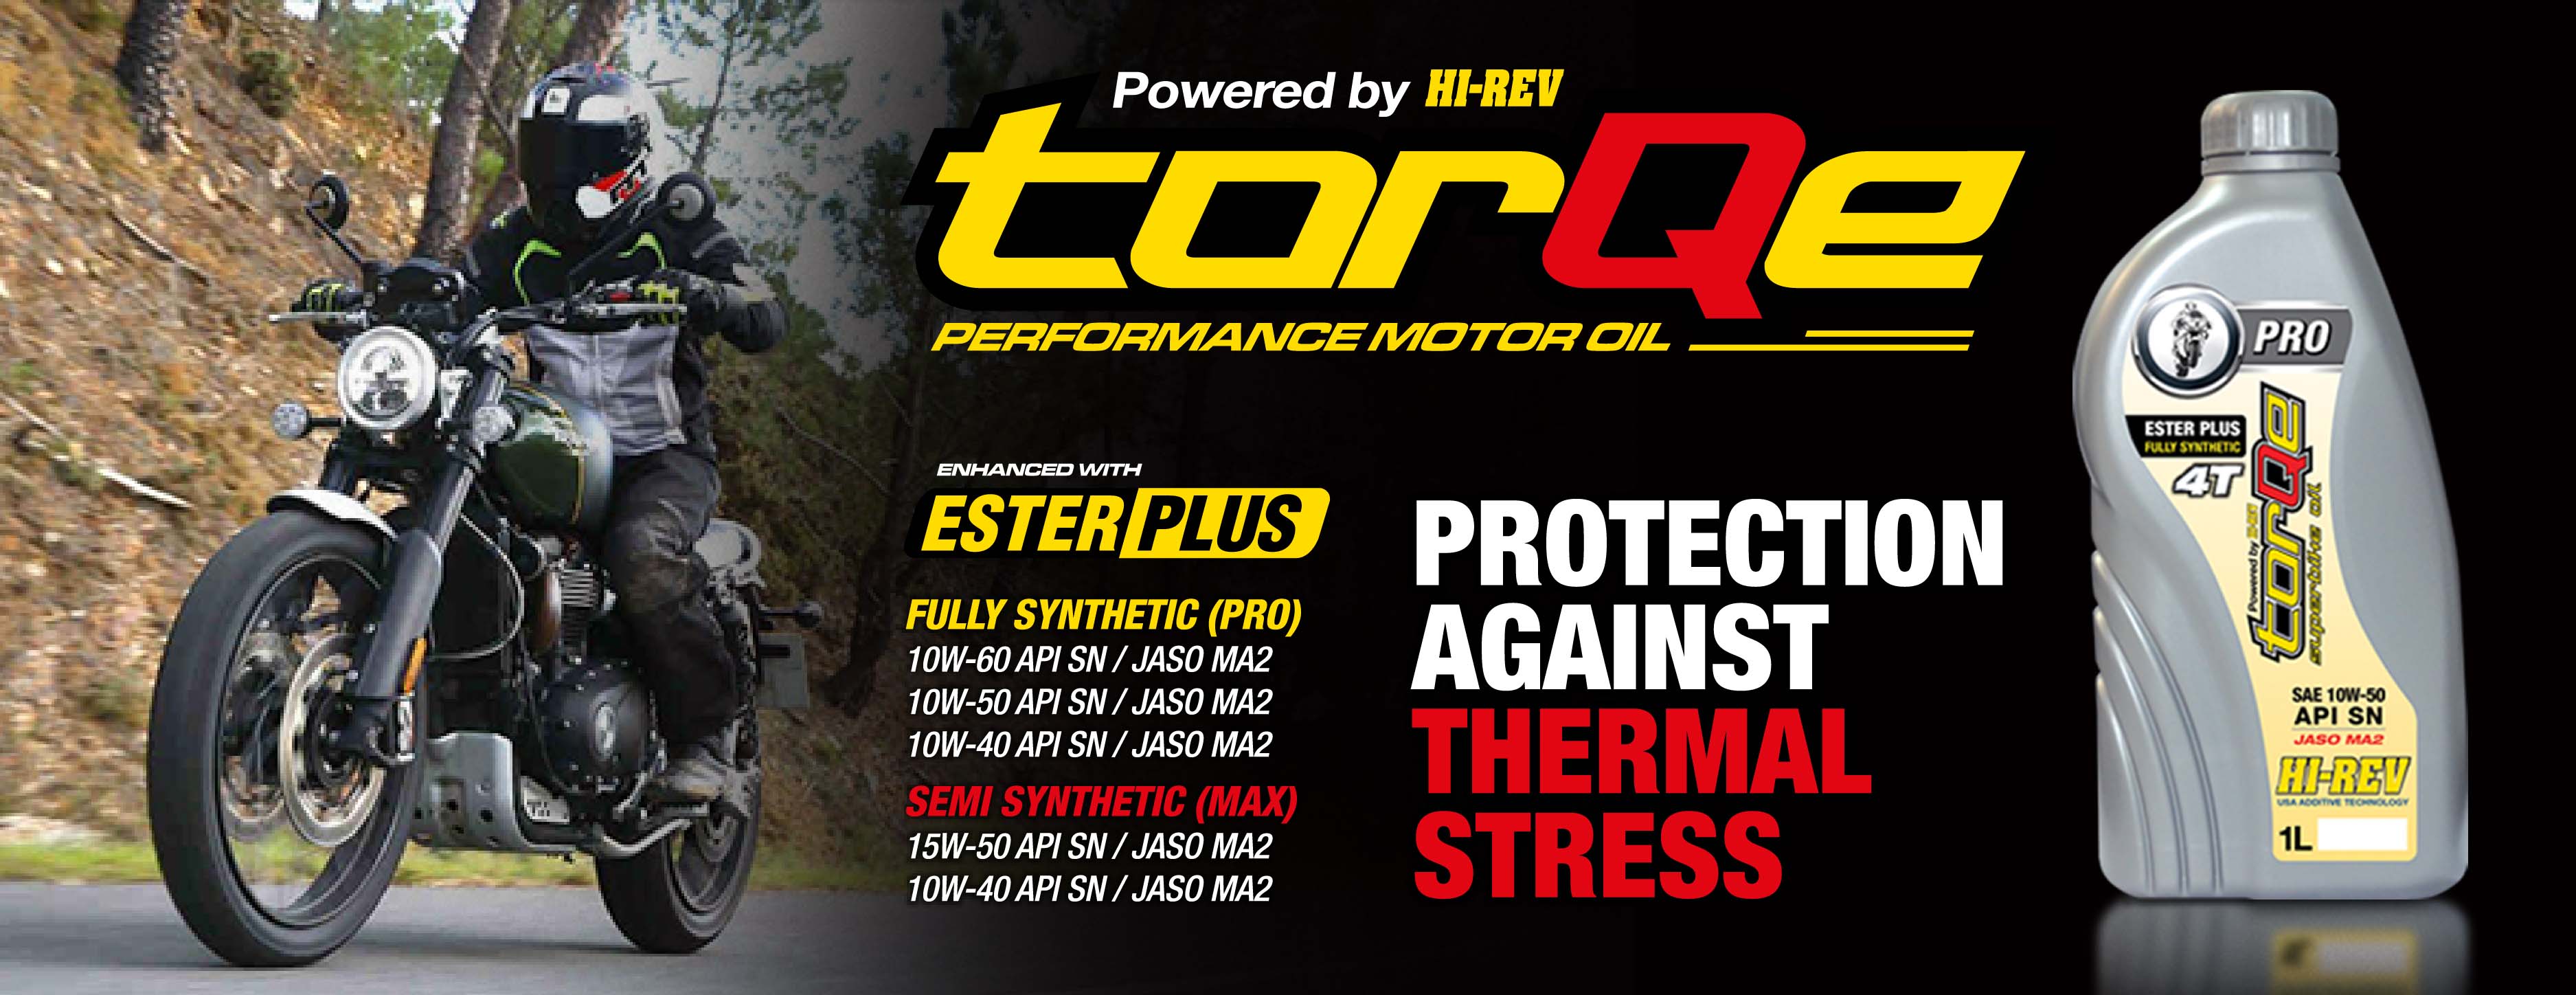 Powered by HI-REV
torQe
PERFORMANCE MOTOR OIL
ENHANCED WITH
ESTER PLUS
FULLY SYNTHETIC (PRO)
10W-60 API SN / JASO MA2
10W-50 API SN / JASO MA2
10W-40 API SN / JASO MA2
SEMI SYNTHETIC (MAX)
15W-50 API SN / JASO MA2
10W-40 API SN / JASO MA2
PROTECTION
AGAINST
THERMAL
STRESS
PRO
ESTER PLUS
FULLY SYNTHETIC
4T
Powered by HI-REV
torQe
superbike oil
SAE 10W-50
API SN
JASO MA2
HI-REV
USA ADDITIVE TECHNOLOGY
1L